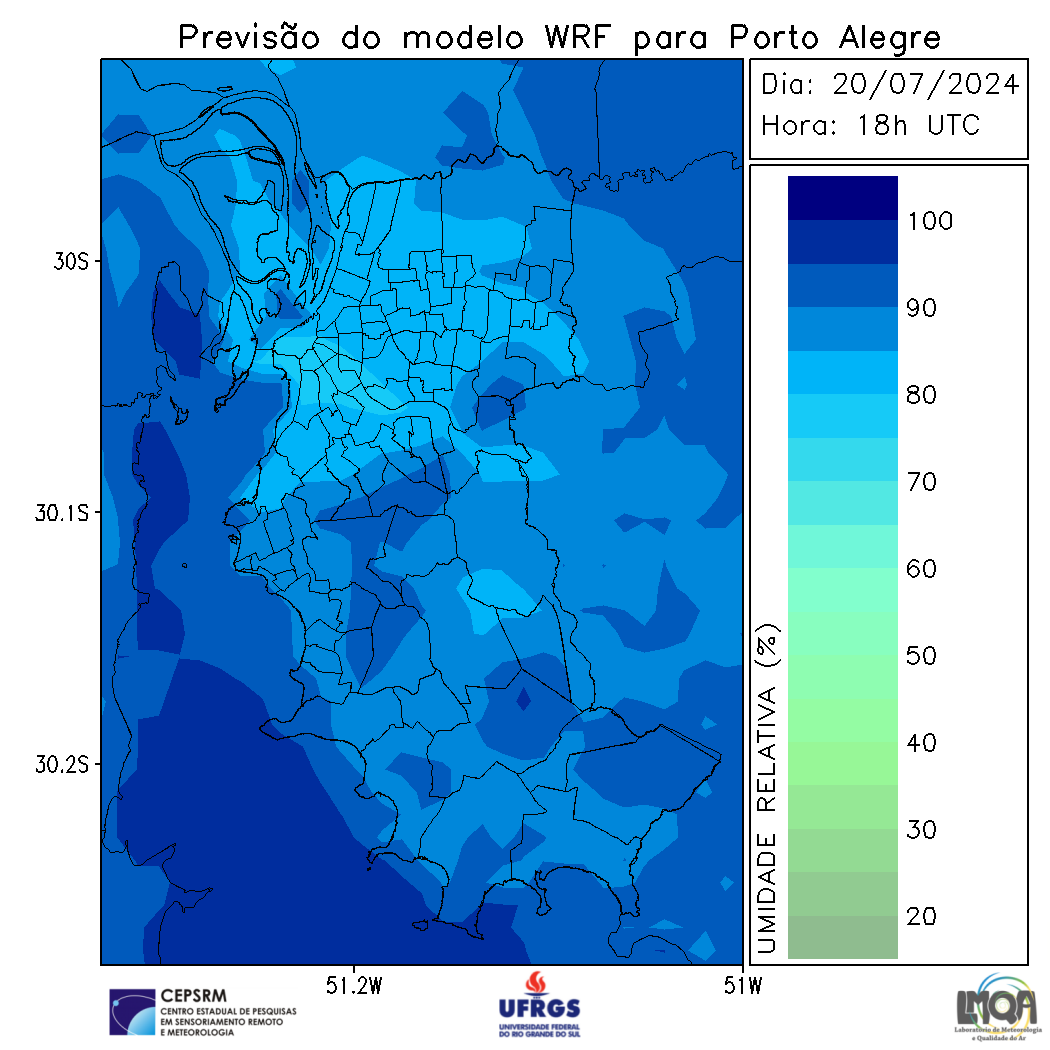 Previsão do modelo WRF para Porto Alegre
Dia: 20/07/2024
Hora: 18h UTC
30S
30.1S
30.2S
51.2W
51W
100
90
80
70
60
50
40
30
20
UMIDADE RELATIVA (%)
CEPSRM
CENTRO ESTADUAL DE PESQUISAS
EM SENSORIAMENTO REMOTO
E METEOROLOGIA
UFRGS
UNIVERSIDADE FEDERAL
DO RIO GRANDE DO SUL
LMQA
Laboratório de Meteorologia
e Qualidade do Ar